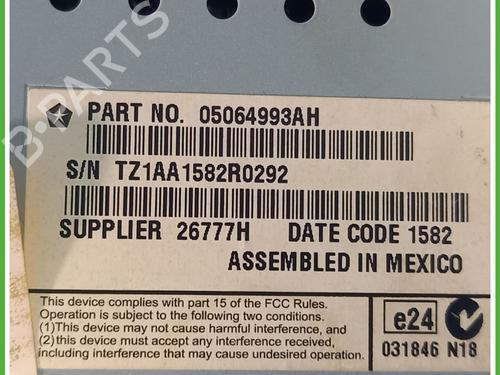 B-PARTS
PART NO. 05064993AH
S/N TZ1AA1582R0292
SUPPLIER 26777H DATE CODE 1582
ASSEMBLED IN MEXICO
This device complies with part 15 of the FCC Rules.
Operation is subject to the following two conditions.
(1)This device may not cause harmful interference, and
(2) this device must accept any interference received,
including interference that may cause undesired operation.
e24
031846 N18